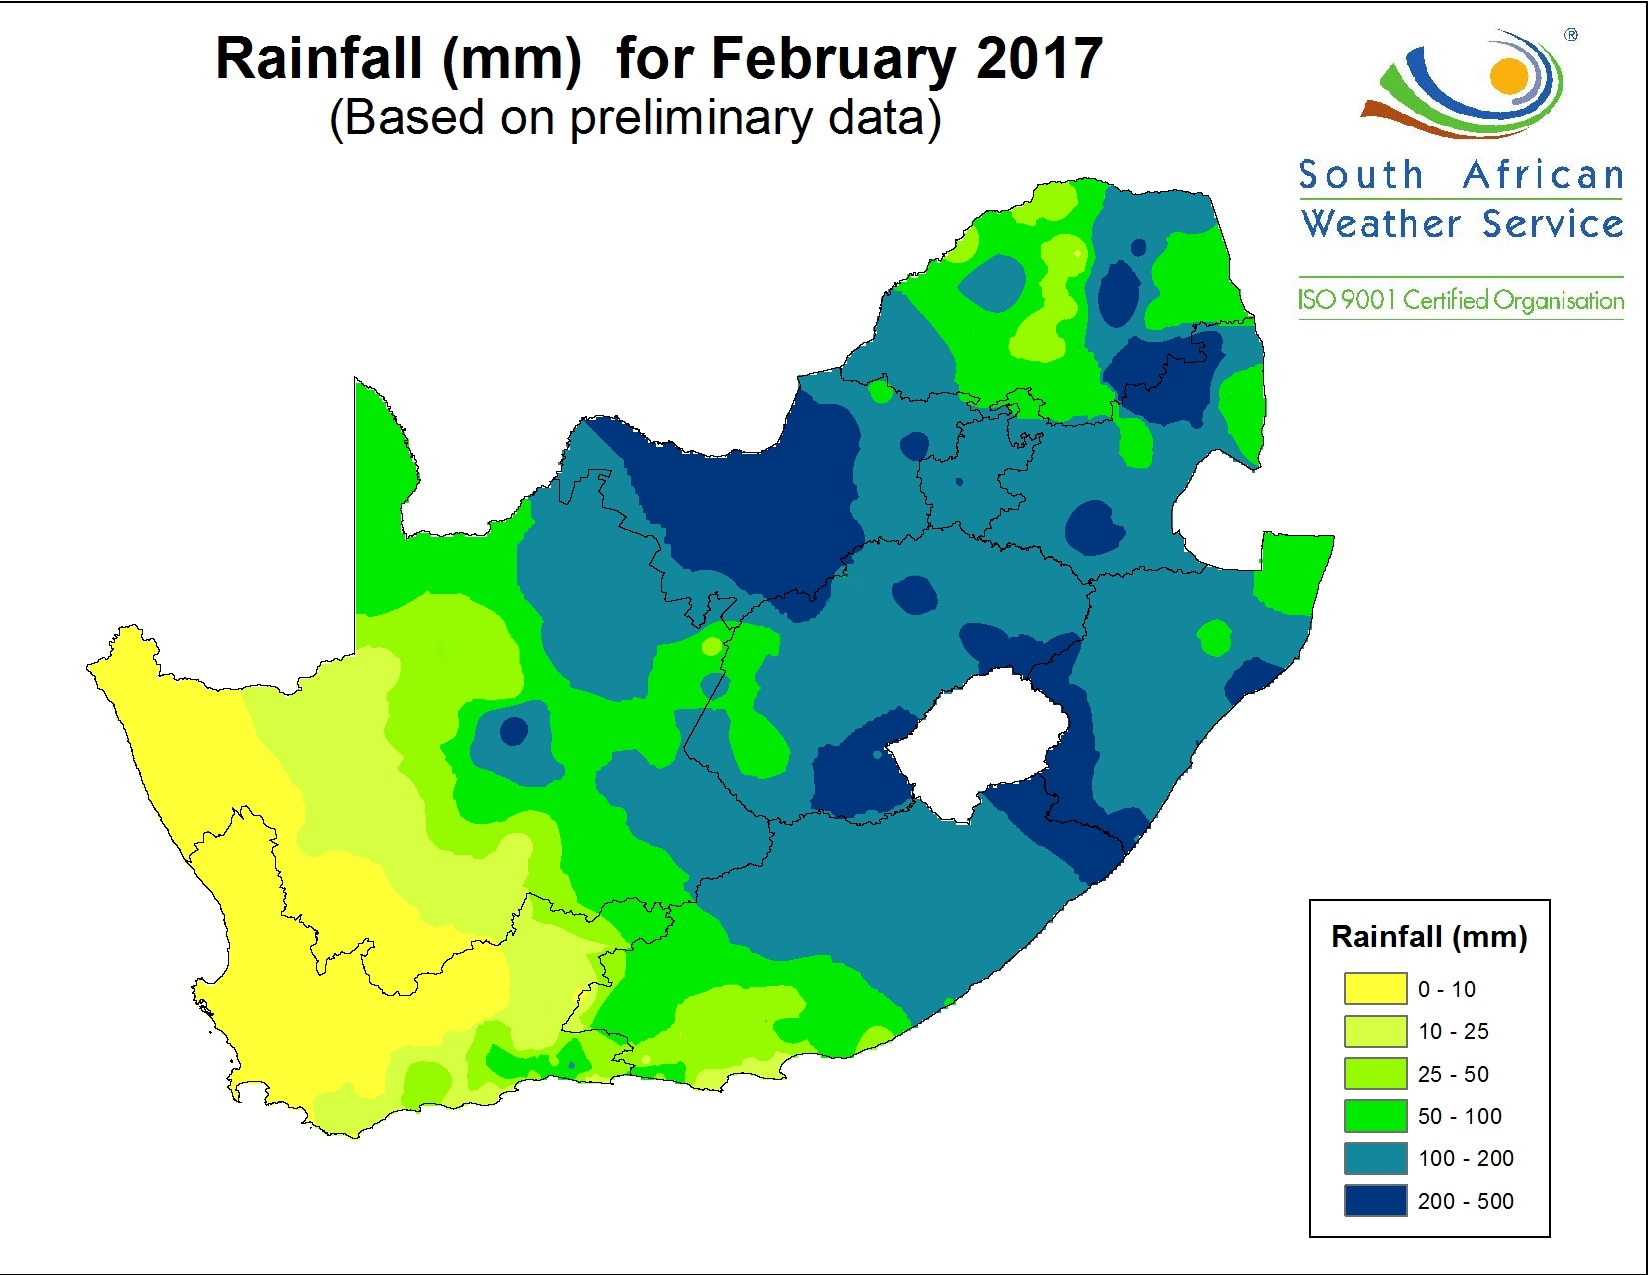 Rainfall (mm)  for February 2017
(Based on preliminary data)
®
South African
Weather Service
ISO 9001 Certified Organisation
Rainfall (mm)
0 - 10
10 - 25
25 - 50
50 - 100
100 - 200
200 - 500